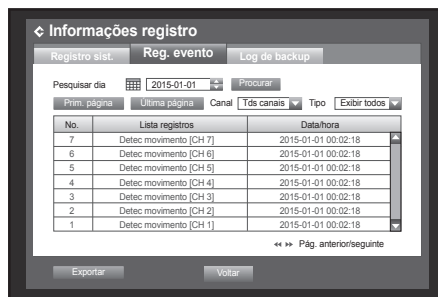 Informações registro
Registro sist. Reg. evento Log de backup
Pesquisar dia 2015-01-01 Procurar
Prim. página Última página Canal Tds canais Tipo Exibir todos
No. Lista registros Data/hora
7 Detec movimento [CH 7] 2015-01-01 00:02:18
6 Detec movimento [CH 6] 2015-01-01 00:02:18
5 Detec movimento [CH 5] 2015-01-01 00:02:18
4 Detec movimento [CH 4] 2015-01-01 00:02:18
3 Detec movimento [CH 3] 2015-01-01 00:02:18
2 Detec movimento [CH 2] 2015-01-01 00:02:18
1 Detec movimento [CH 1] 2015-01-01 00:02:18
Pág. anterior/seguinte
Exportar Voltar